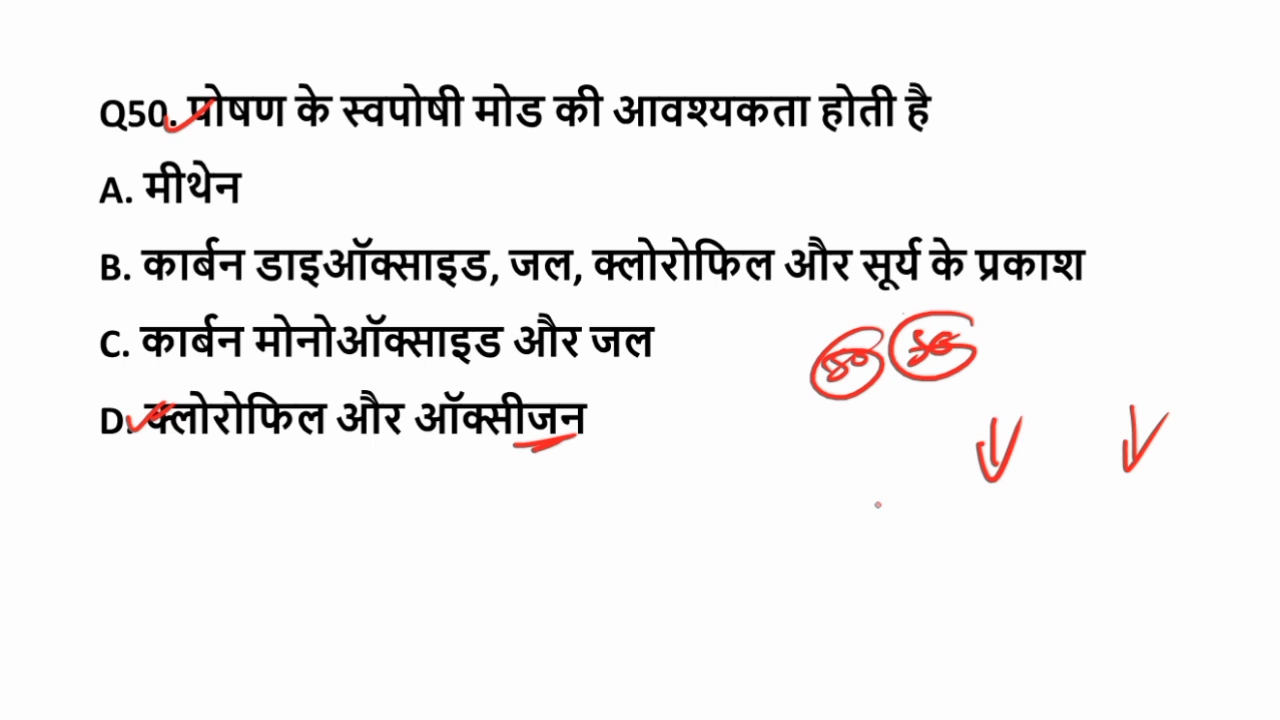 Q50. पोषण के स्वपोषी मोड की आवश्यकता होती है
A. मीथेन
B. कार्बन डाइऑक्साइड, जल, क्लोरोफिल और सूर्य के प्रकाश
C. कार्बन मोनोऑक्साइड और जल
D. क्लोरोफिल और ऑक्सीजन